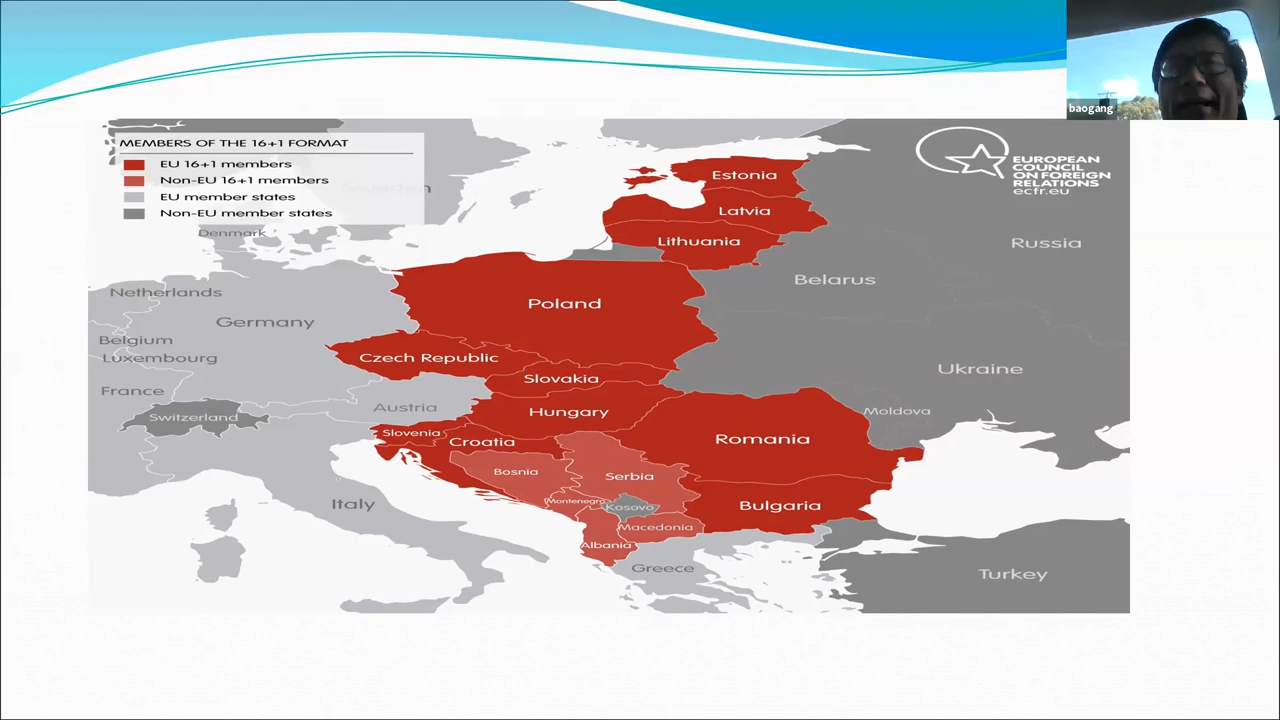 baogang
MEMBERS OF THE 16+1 FORMAT
EU 16+1 members
Non-EU 16+1 members
EU member states
Non-EU member states
EUROPEAN
COUNCIL
ON FOREIGN
RELATIONS
ecfr.eu
Sweden
Denmark
Estonia
Latvia
Lithuania
Russia
Belarus
Netherlands
Poland
Germany
Belgium
Luxembourg
Czech Republic
Ukraine
Slovakia
France
Austria
Hungary
Moldova
Switzerland
Slovenia
Croatia
Romania
Bosnia
Serbia
Italy
Montenegro
Kosovo
Bulgaria
Macedonia
Albania
Greece
Turkey